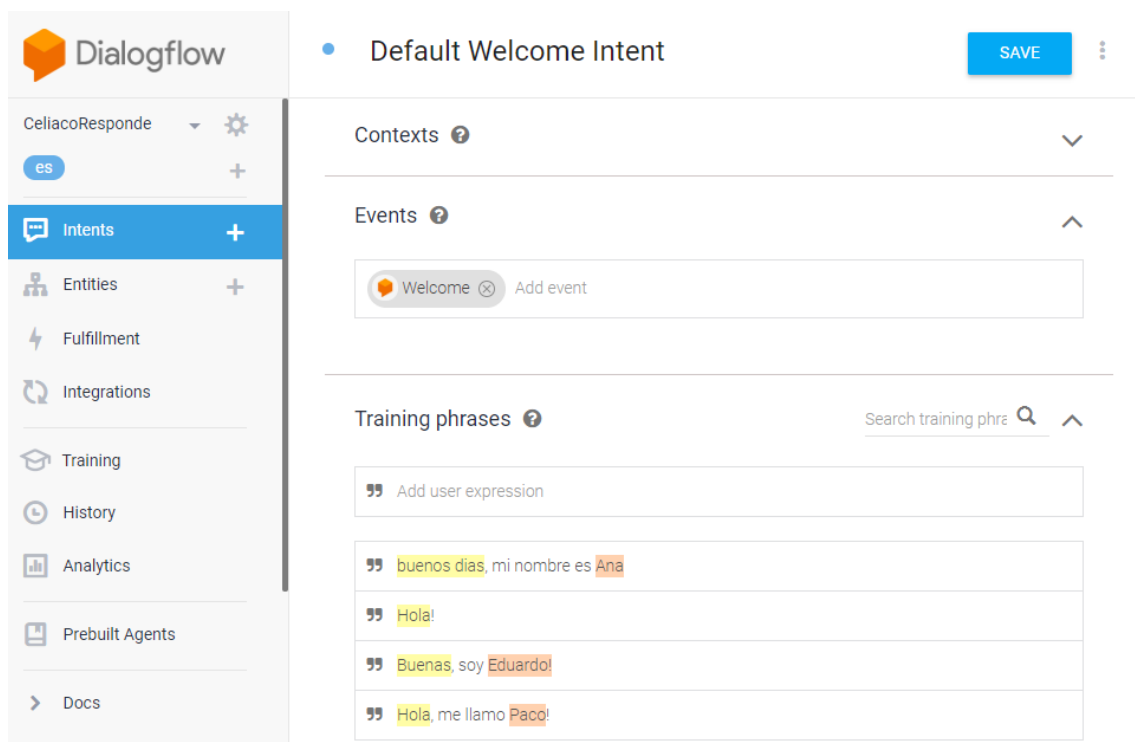 Dialogflow
Default Welcome Intent
SAVE
CeliacoResponde
es
Intents
Entities
Fulfillment
Integrations
Training
History
Analytics
Prebuilt Agents
Docs
Contexts
Events
Welcome Add event
Training phrases
Search training phra
Add user expression
buenos dias, mi nombre es Ana
Hola!
Buenas, soy Eduardo!
Hola, me llamo Paco!